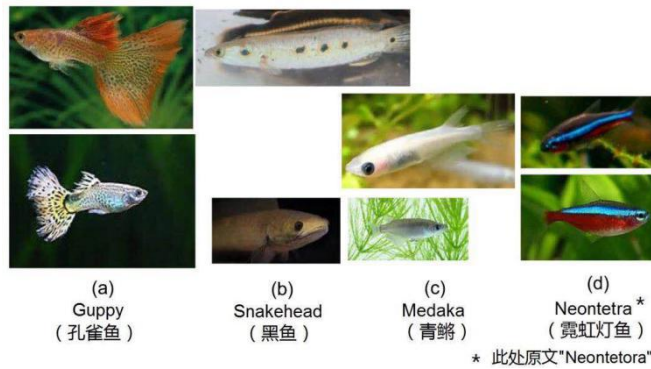 (a)
Guppy
（孔雀鱼）
(b)
Snakehead
（黑鱼）
(c)
Medaka
（青鳉）
(d)
Neontetra *
（霓虹灯鱼）
* 此处原文"Neontetora"